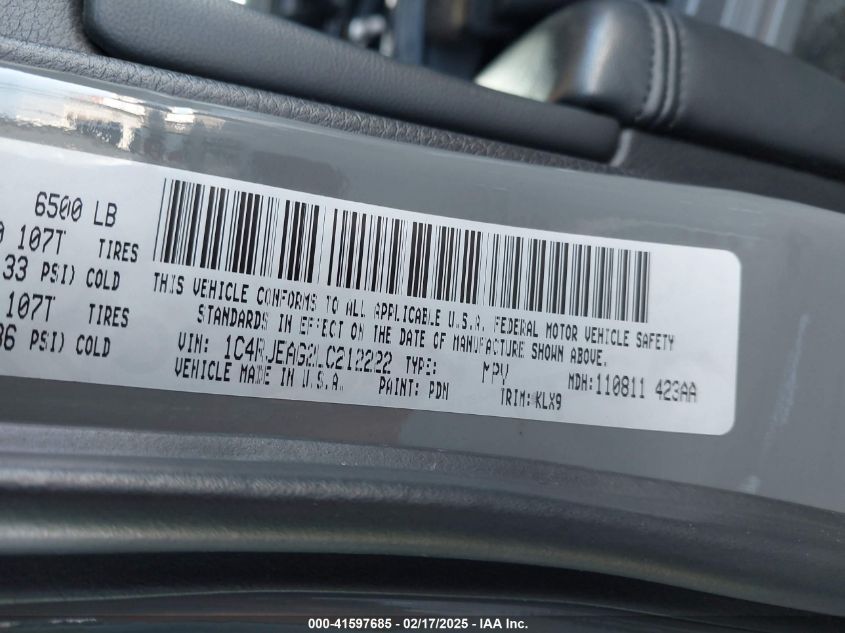 6500 LB
107T TIRES
33 PSI) COLD
107T TIRES
36 PSI) COLD
THIS VEHICLE CONFORMS TO ALL APPLICABLE U.S.A. FEDERAL MOTOR VEHICLE SAFETY
STANDARDS IN EFFECT ON THE DATE OF MANUFACTURE SHOWN ABOVE.
VIN: 1C4RJEAG2LC212222 TYPE: MPV MDH:110811 423AA
VEHICLE MADE IN U.S.A. PAINT: PDN TRIM:KLX9
000-41597685 - 02/17/2025 - IAA Inc.